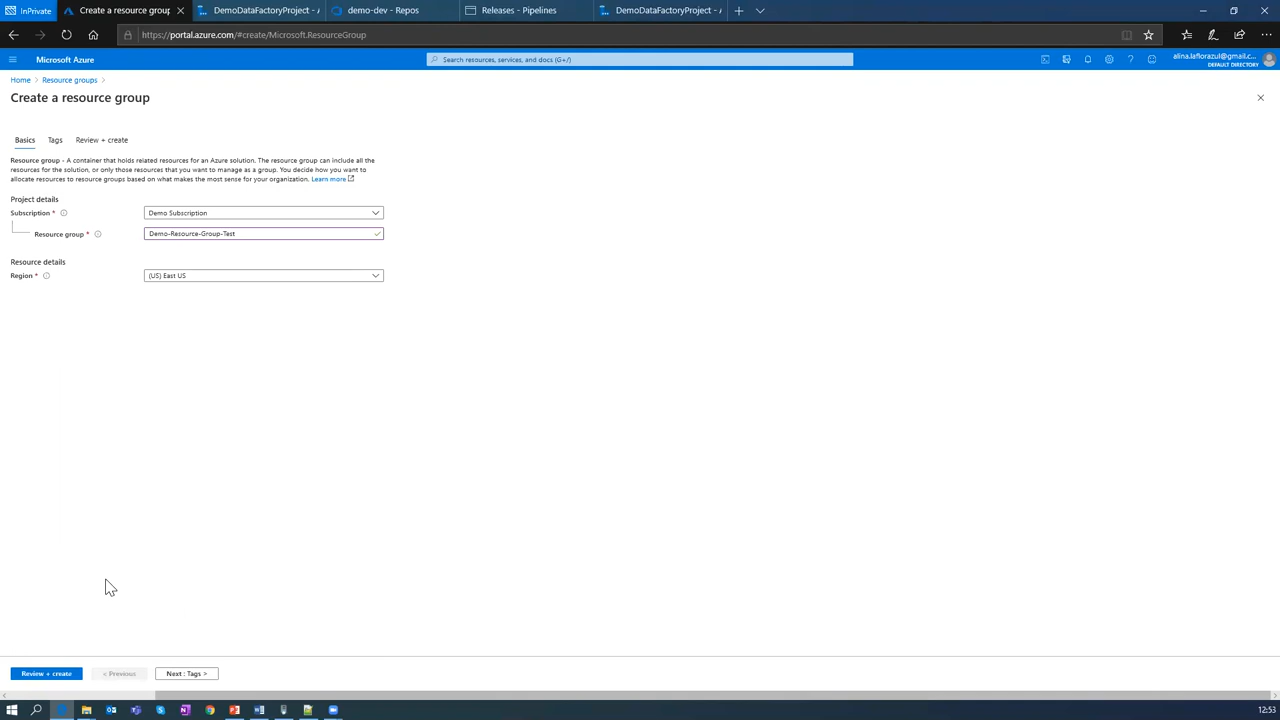 InPrivate
Create a resource group
DemoDataFactoryProject - A
demo-dev - Repos
Releases - Pipelines
DemoDataFactoryProject - A
https://portal.azure.com/#create/Microsoft.ResourceGroup
Microsoft Azure
Search resources, services, and docs (G+/)
alina.laflorazul@gmail.c...
DEFAULT DIRECTORY
Home > Resource groups >
Create a resource group
Basics Tags Review + create
Resource group - A container that holds related resources for an Azure solution. The resource group can include all the
resources for the solution, or only those resources that you want to manage as a group. You decide how you want to
allocate resources to resource groups based on what makes the most sense for your organization. Learn more
Project details
Subscription * Demo Subscription
Resource group * Demo-Resource-Group-Test
Resource details
Region * (US) East US
Review + create < Previous Next : Tags >
12:53